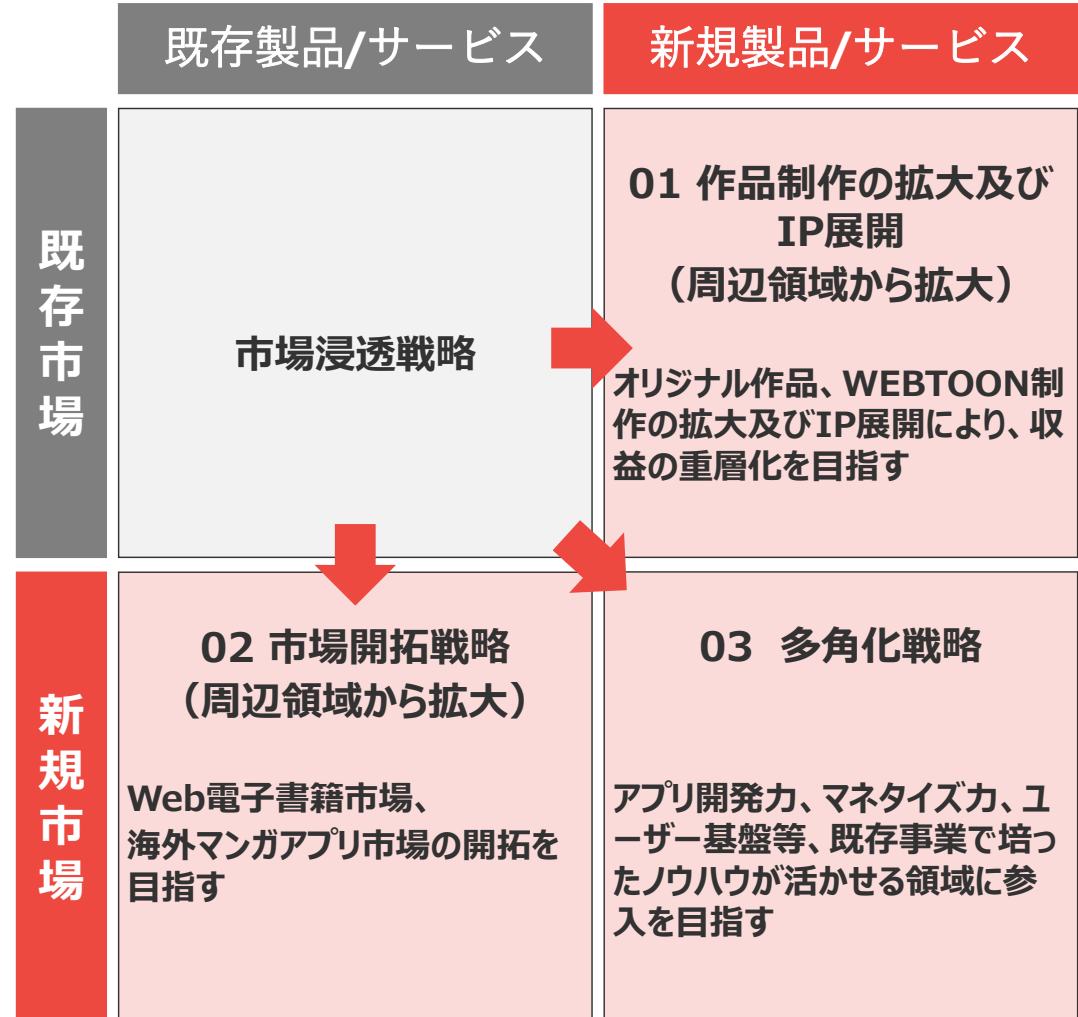 既存製品/サービス
新規製品/サービス
既存市場
市場浸透戦略
01 作品制作の拡大及び
IP展開
（周辺領域から拡大）
オリジナル作品、WEBTOON制
作の拡大及びIP展開により、収
益の重層化を目指す
新規市場
02 市場開拓戦略
（周辺領域から拡大）
Web電子書籍市場、
海外マンガアプリ市場の開拓を
目指す
03 多角化戦略
アプリ開発力、マネタイズ力、ユ
ーザー基盤等、既存事業で培っ
たノウハウが活かせる領域に参
入を目指す